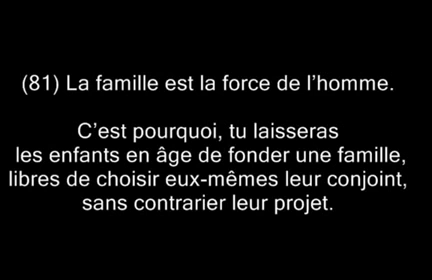 (81) La famille est la force de l'homme.
C'est pourquoi, tu laisseras
les enfants en âge de fonder une famille,
libres de choisir eux-mêmes leur conjoint,
sans contrarier leur projet.